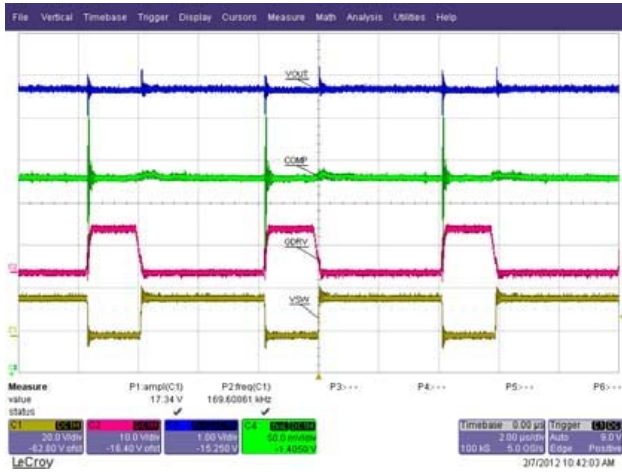 File Vertical Timebase Trigger Display Cursors Measure Math Analysis Utilities Help
VOUT
COMP
GDRV
VSW
Measure P1:ampl(C1) P2:freq(C1) P3:- - - P4:- - - P5:- - - P6:- - -
value 17.34 V 169.60861 kHz
status
C1
20.0 V/div
-62.80 V ofst
C2
10.0 V/div
-16.40 V ofst
1.00 V/div
-15.250 V
C4
50.0 mV/div
-1.4050 V
Timebase 0.00 µs
2.00 µs/div
100 kS 5.0 GS/s
Trigger
Auto 9.0 V
Edge Positive
LeCroy
2/7/2012 10:42:03 AM